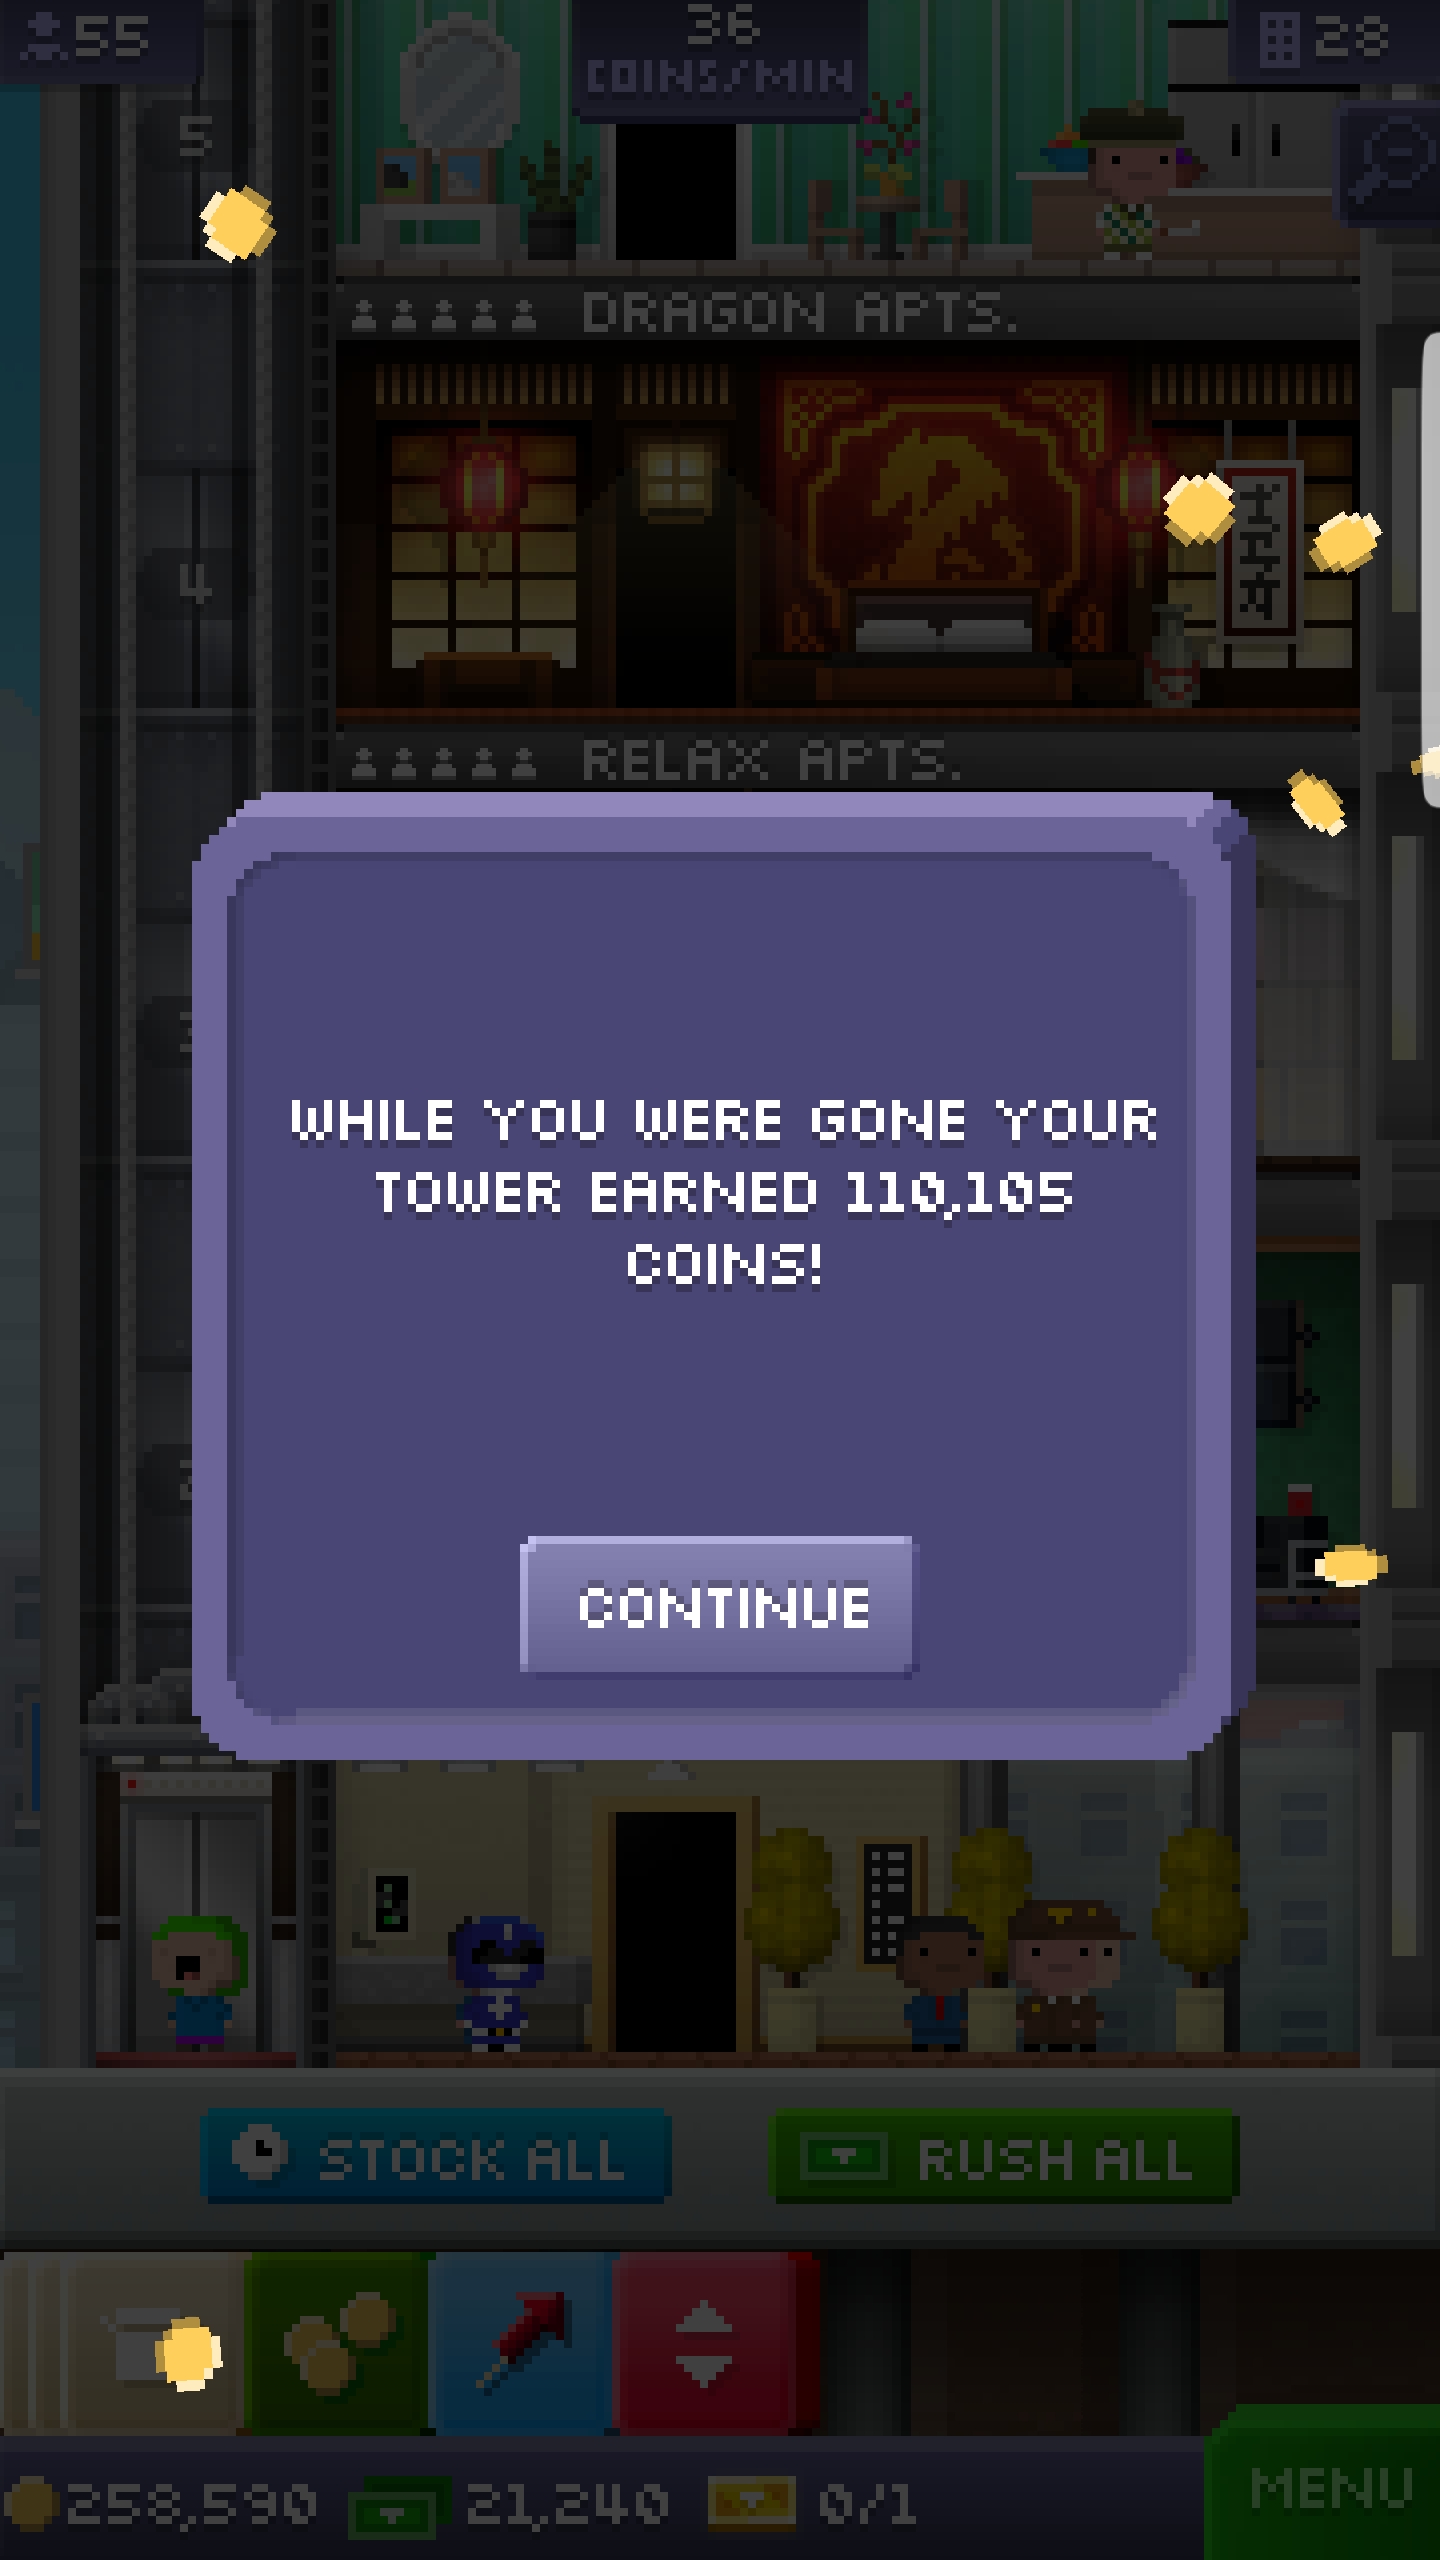 55
36
COINS/MIN
28
5
DRAGON APTS.
4
RELAX APTS.
WHILE YOU WERE GONE YOUR
TOWER EARNED 110,105
COINS!
CONTINUE
STOCK ALL
RUSH ALL
258,590
21,240
0/1
MENU